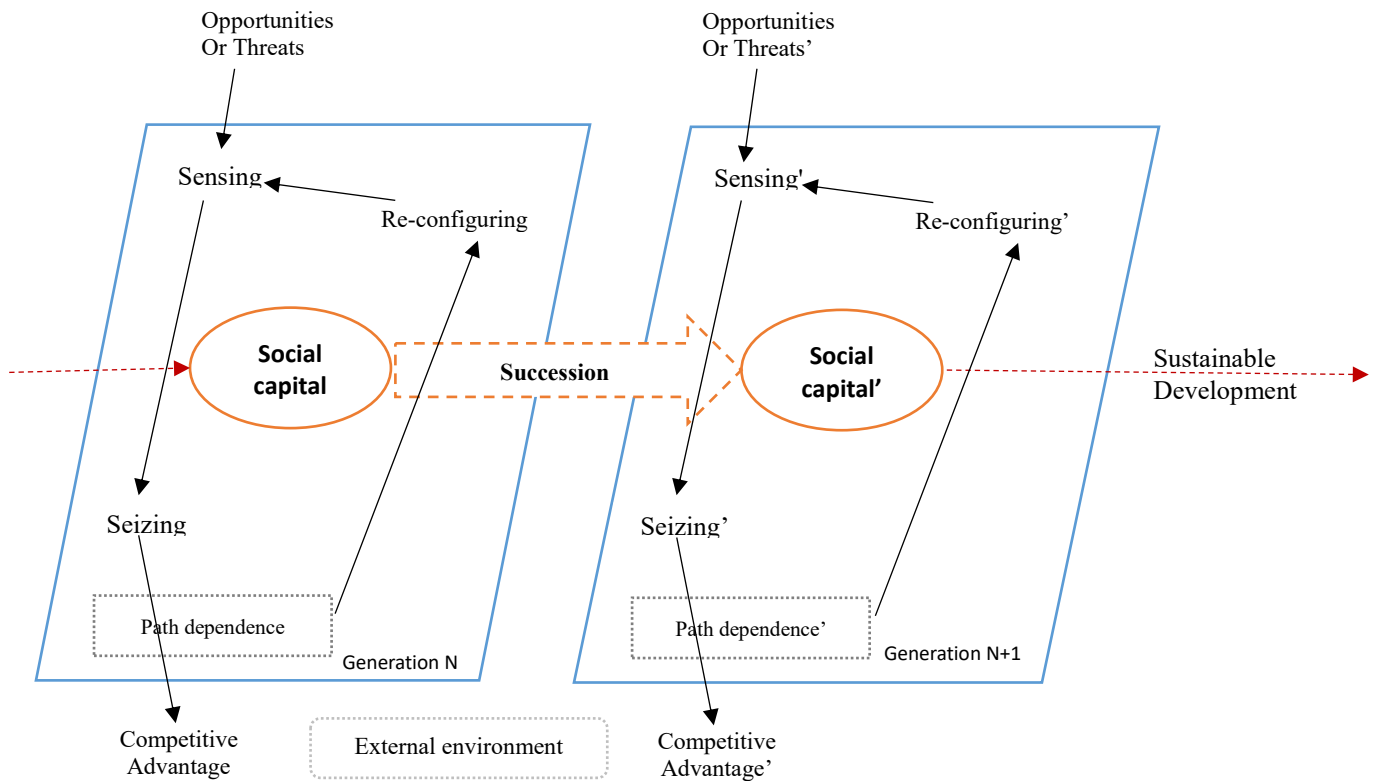 Opportunities
Or Threats
Opportunities
Or Threats’
Sensing
Re-configuring
Sensing'
Re-configuring’
Social
capital
Succession
Social
capital’
Sustainable
Development
Seizing
Seizing’
Path dependence
Generation N
Path dependence’
Generation N+1
Competitive
Advantage
External environment
Competitive
Advantage’